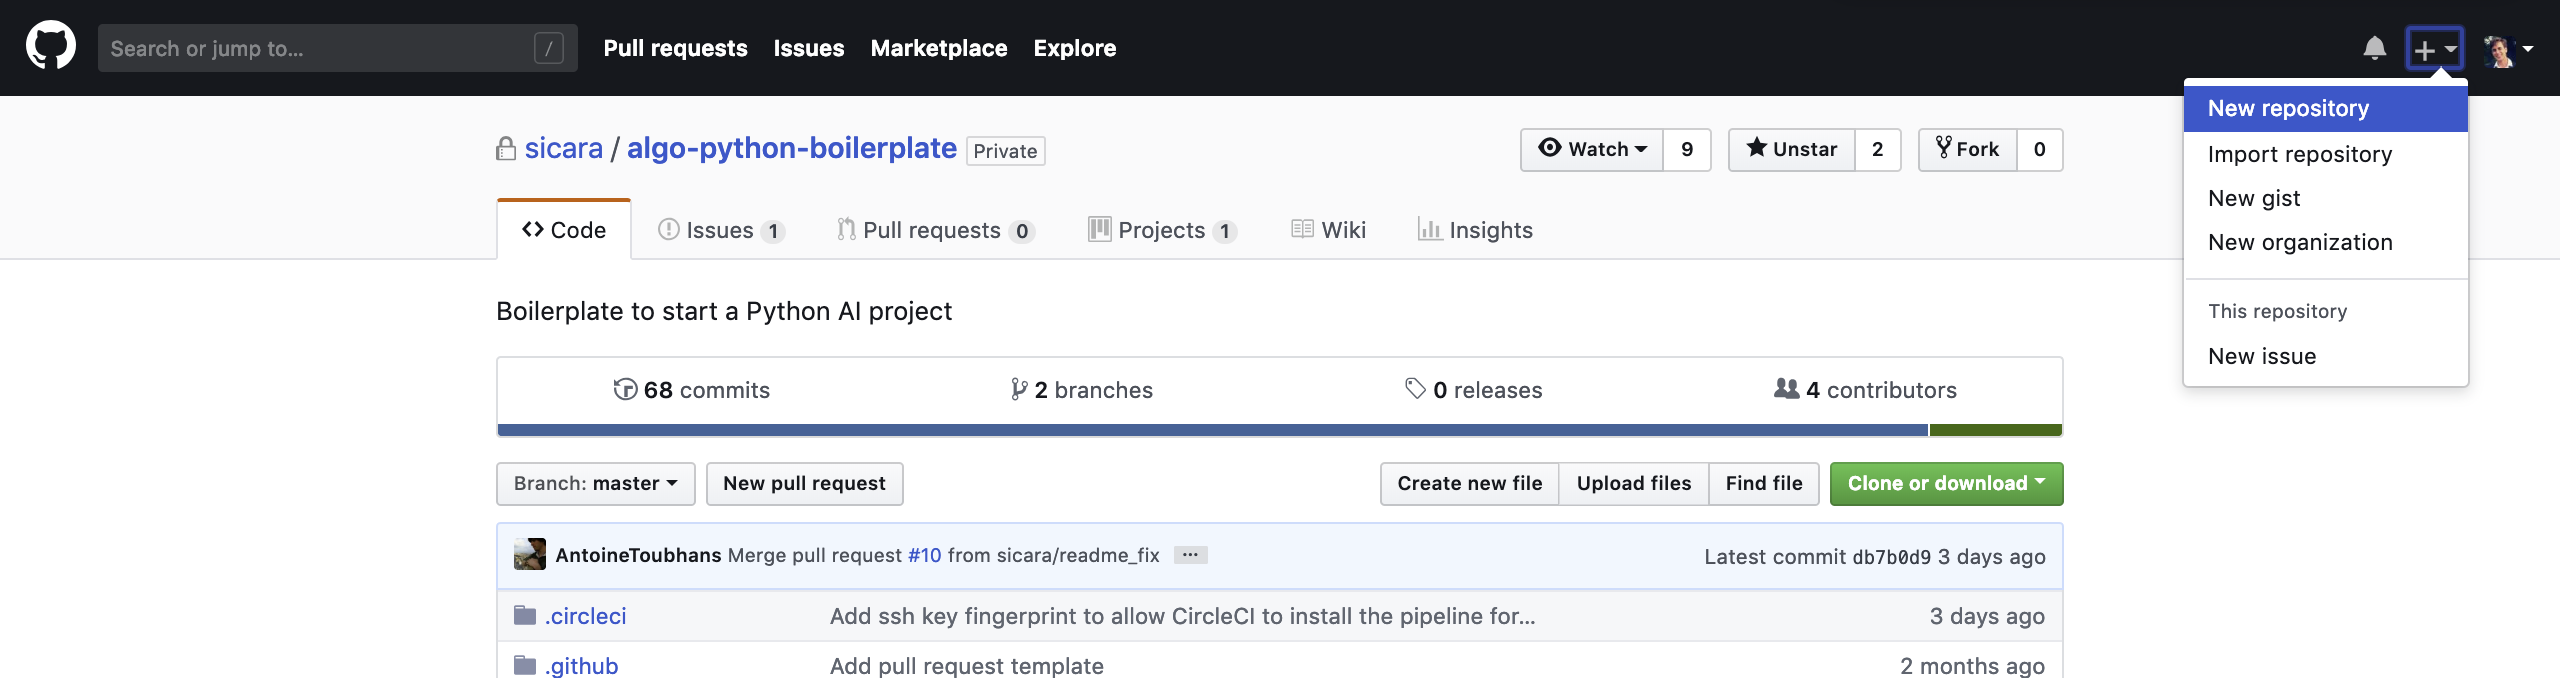 Search or jump to... / Pull requests Issues Marketplace Explore
New repository
Import repository
New gist
New organization
This repository
New issue
sicara / algo-python-boilerplate Private Watch 9 Unstar 2 Fork 0
Code Issues 1 Pull requests 0 Projects 1 Wiki Insights
Boilerplate to start a Python AI project
68 commits 2 branches 0 releases 4 contributors
Branch: master New pull request Create new file Upload files Find file Clone or download
AntoineToubhans Merge pull request #10 from sicara/readme_fix ... Latest commit db7b0d9 3 days ago
.circleci Add ssh key fingerprint to allow CircleCI to install the pipeline for... 3 days ago
.github Add pull request template 2 months ago